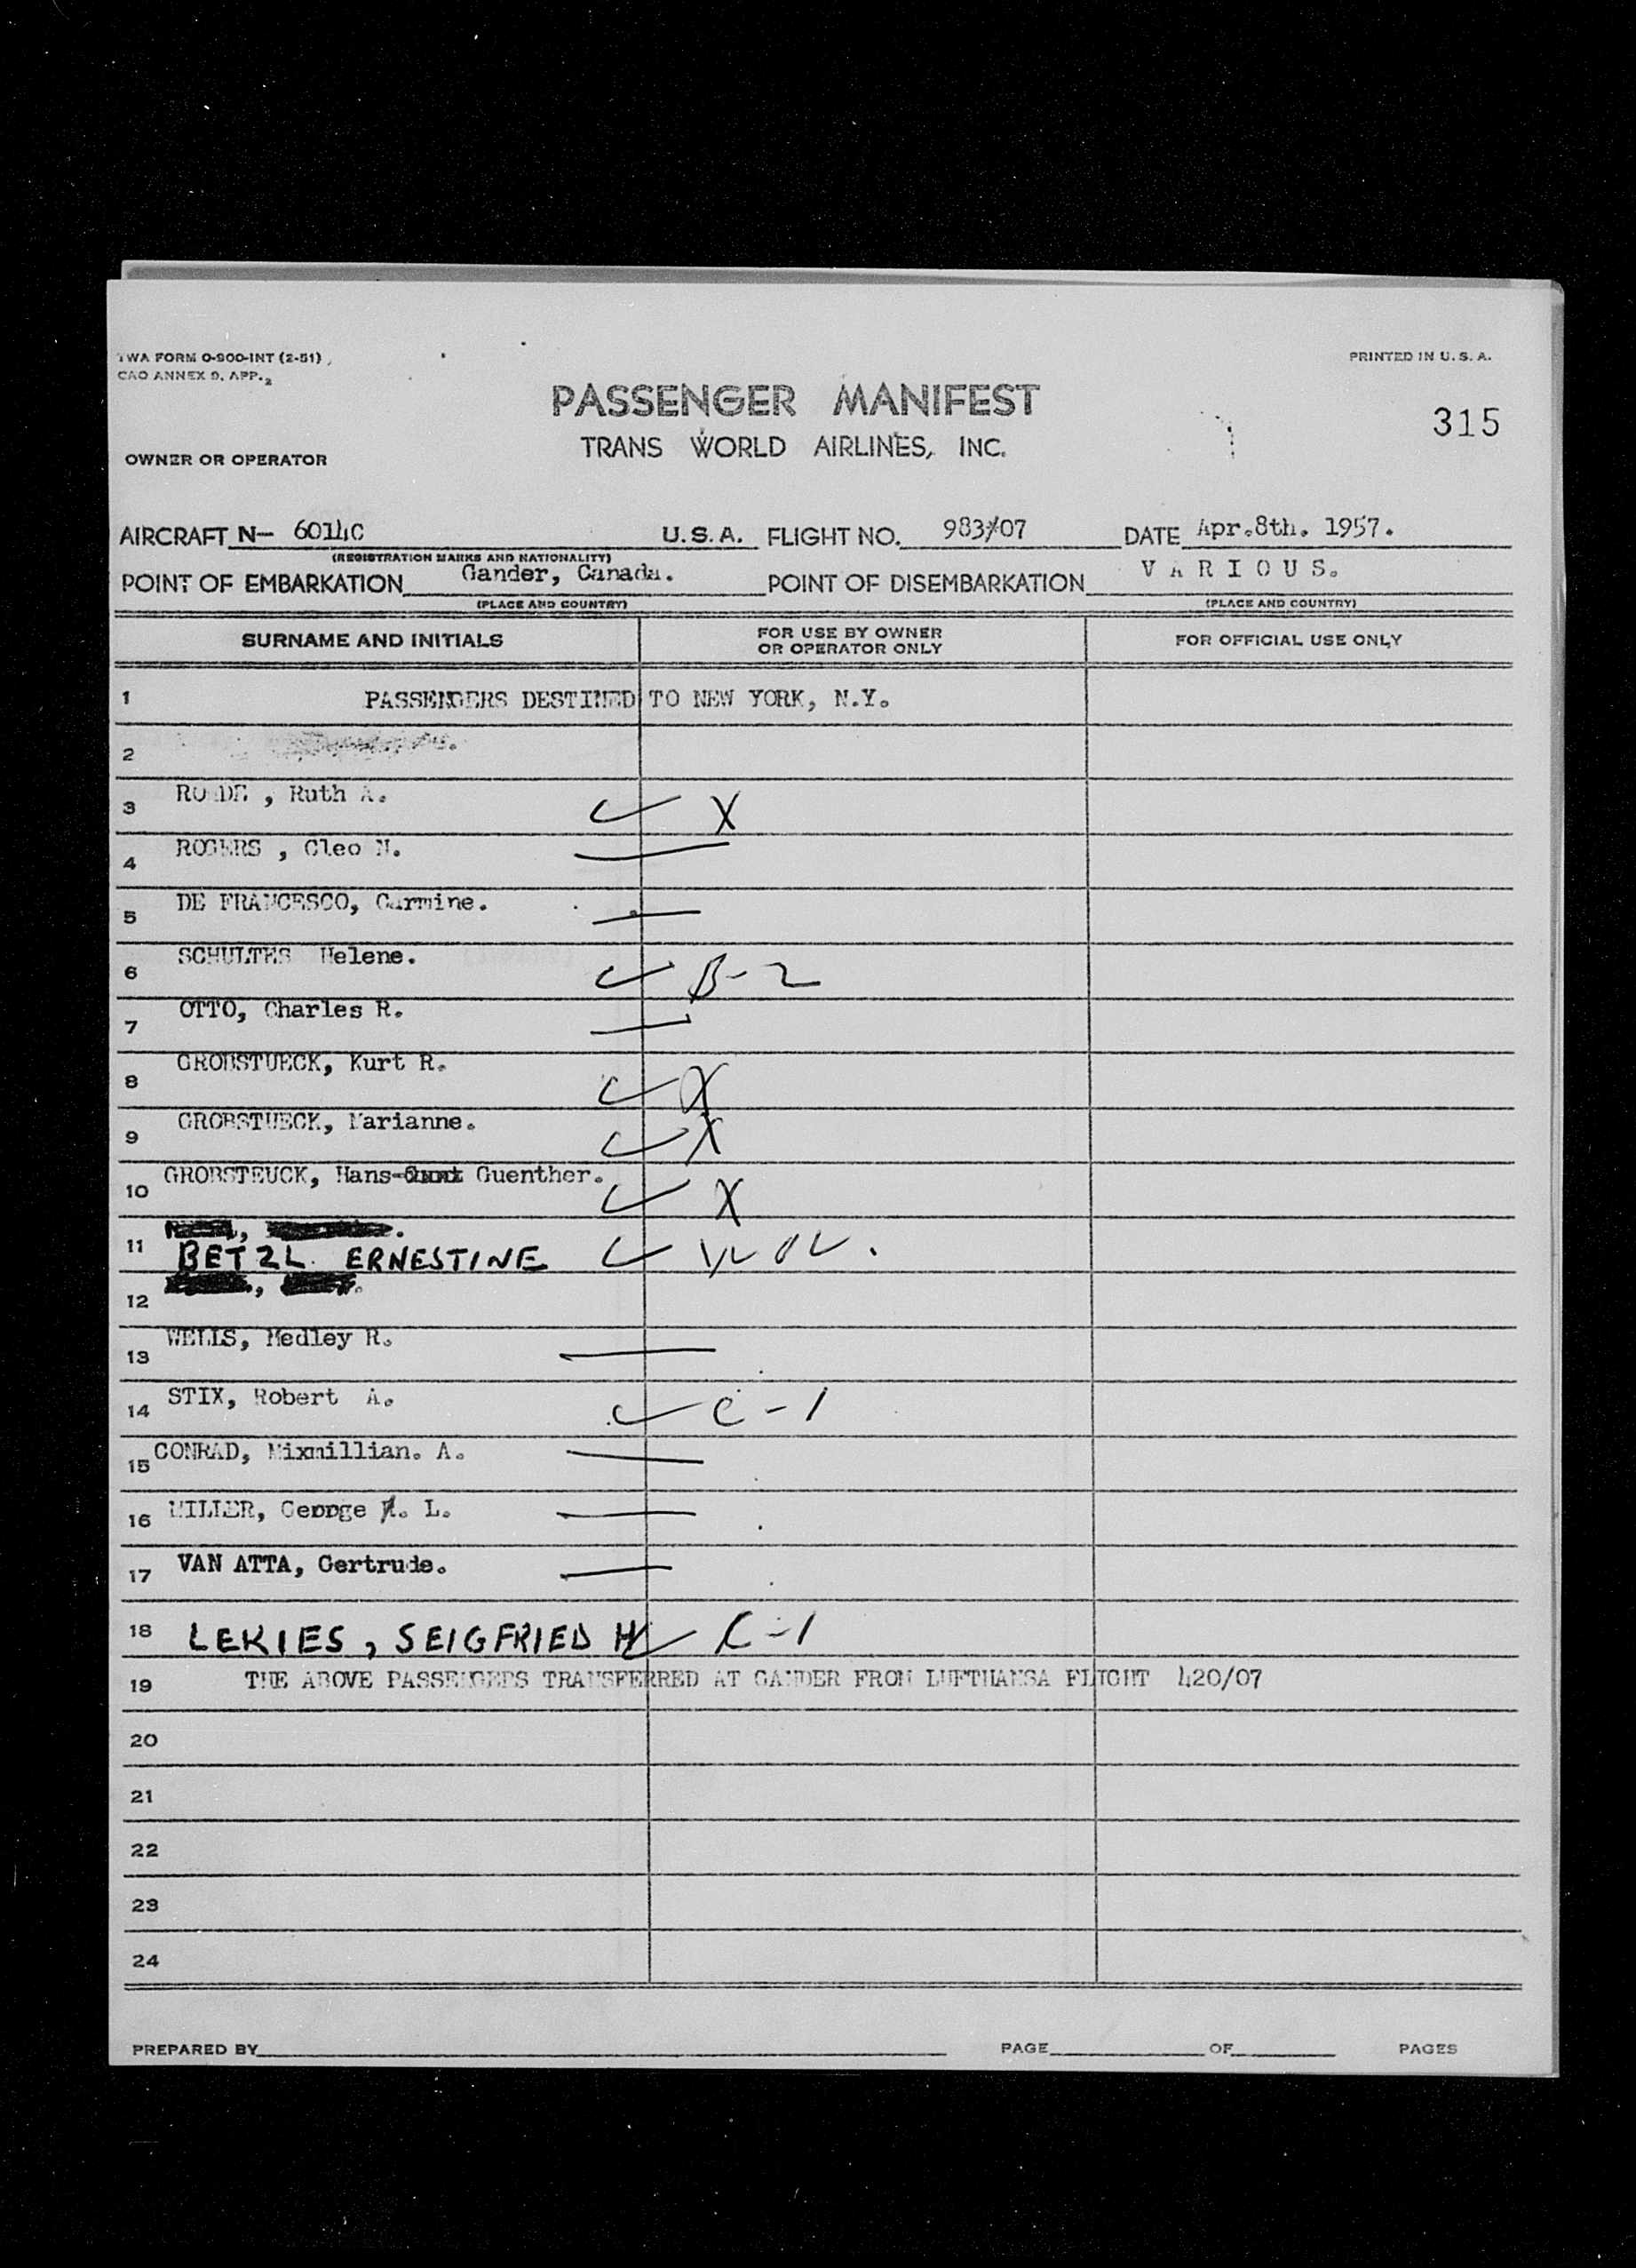 TWA FORM O-900-INT (2-51)
PRINTED IN U. S. A.
CAO ANNEX 9, APP. 2
PASSENGER MANIFEST
315
TRANS WORLD AIRLINES, INC.
OWNER OR OPERATOR
AIRCRAFT N- 6014C U.S.A. FLIGHT NO. 983/07 DATE Apr.8th. 1957.
(REGISTRATION MARKS AND NATIONALITY)
POINT OF EMBARKATION Gander, Canada. POINT OF DISEMBARKATION V A R I O U S.
(PLACE AND COUNTRY) (PLACE AND COUNTRY)
SURNAME AND INITIALS FOR USE BY OWNER OR OPERATOR ONLY FOR OFFICIAL USE ONLY
1 PASSENGERS DESTINED TO NEW YORK, N.Y.
2
3 , Ruth A. X
4 ROGERS , Cleo N.
5 DE FRANCESCO, Carmine.
6 SCHULTES Helene. B-2
7 OTTO, Charles R.
8 GROBSTUECK, Kurt R. X
9 GROBSTUECK, Marianne. X
10 GROBSTEUCK, Hans- Guenther. X
11 BETZL ERNESTINE
12
13 WELLS, Medley R.
14 STIX, Robert A. C-1
15 CONRAD, Mixmillian. A.
16 MILLER, George L.
17 VAN ATTA, Gertrude.
18 LEKIES, SEIGFRIED H C-1
19 THE ABOVE PASSENGERS TRANSFERRED AT GANDER FROM LUFTHANSA FLIGHT 420/07
20
21
22
23
24
PREPARED BY PAGE OF PAGES